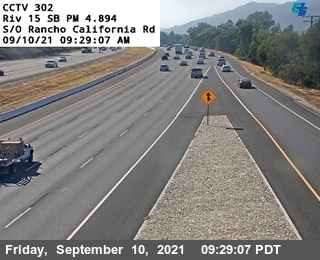 CCTV 302
Riv 15 SB PM 4.894
S/O Rancho California Rd
09/10/21 09:29:07 AM
Friday, September 10, 2021 09:29:07 PDT